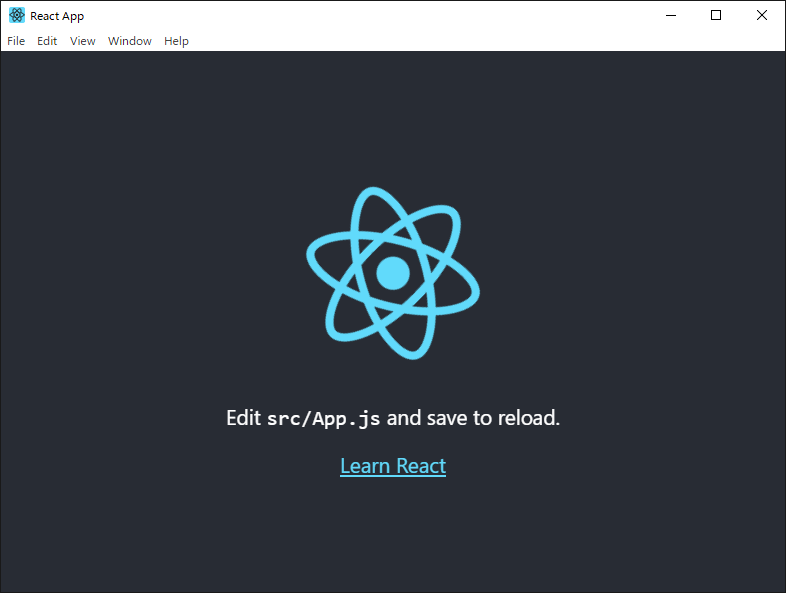 React App
File Edit View Window Help
Edit src/App.js and save to reload.
Learn React